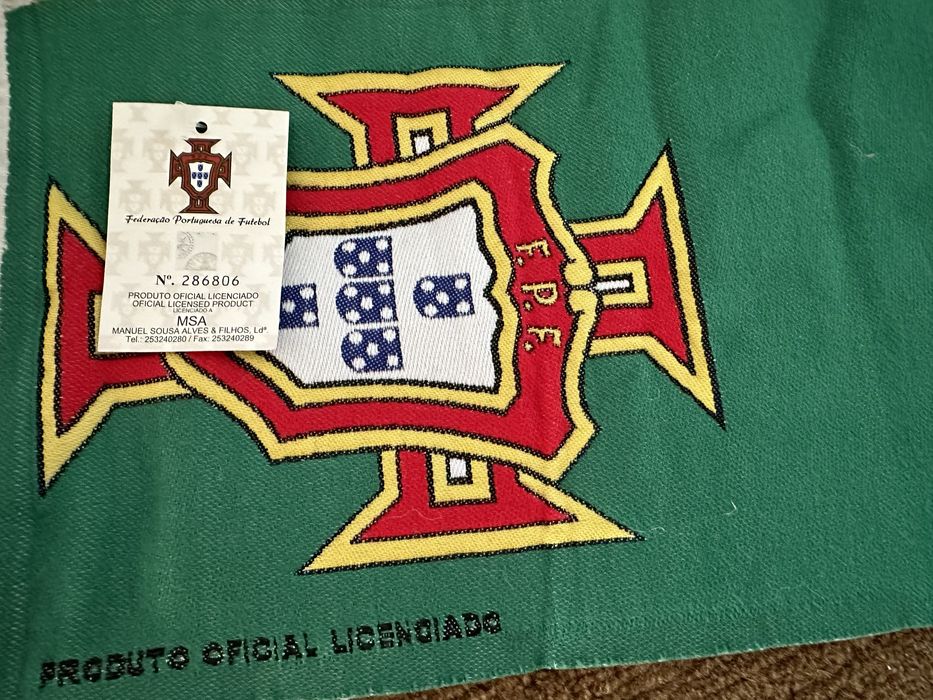 Federação Portuguesa de Futebol
Nº. 286806
PRODUTO OFICIAL LICENCIADO
OFICIAL LICENSED PRODUCT
LICENCIADO A
MSA
MANUEL SOUSA ALVES & FILHOS, Ldª.
Tel.: 253240280 / Fax: 253240289
F.P.F.
PRODUTO OFICIAL LICENCIADO